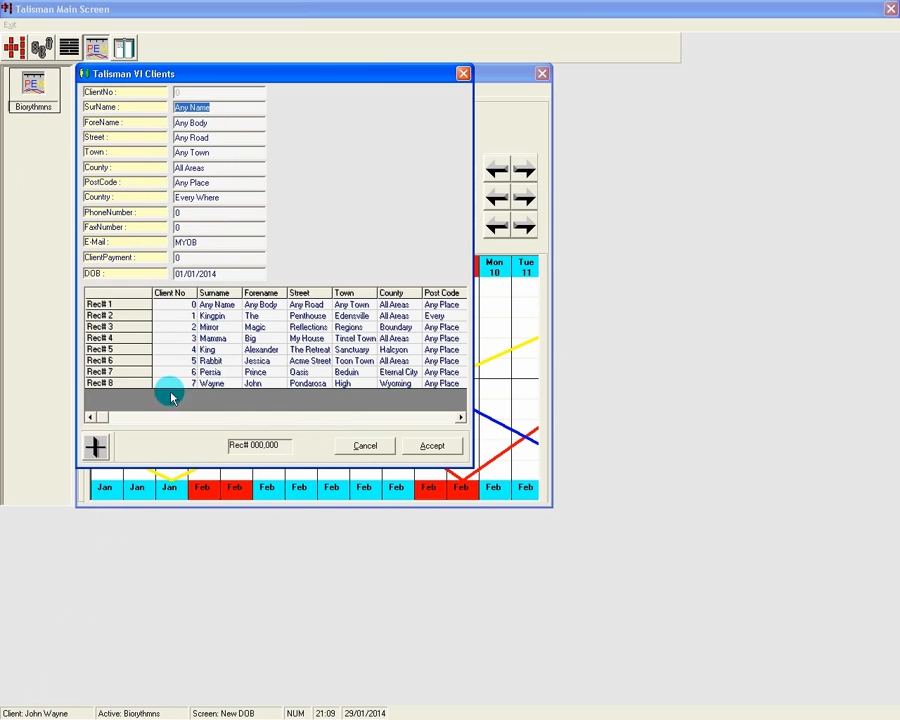 Talisman Main Screen
Exit
PE
PE
Biorythmns
Talisman VI Clients
ClientNo : 0
SurName : Any Name
ForeName : Any Body
Street : Any Road
Town : Any Town
County : All Areas
PostCode : Any Place
Country : Every Where
PhoneNumber : 0
FaxNumber : 0
E-Mail : MYOB
ClientPayment : 0
DOB : 01/01/2014
Client No Surname Forename Street Town County Post Code
Rec# 1 0 Any Name Any Body Any Road Any Town All Areas Any Place
Rec# 2 1 Kingpin The Penthouse Edensville All Areas Every
Rec# 3 2 Mirror Magic Reflections Regions Boundary Any Place
Rec# 4 3 Mamma Big My House Tinsel Town Sanctuary Any Place
Rec# 5 4 King Alexander The Retreat Sanctuary Halcyon Any Place
Rec# 6 5 Rabbit Jessica Acme Street Toon Town All Areas Any Place
Rec# 7 6 Persia Prince Oasis Beduin Eternal City Any Place
Rec# 8 7 Wayne John Pondarosa High Wyoming Any Place
Rec# 000,000 Cancel Accept
Mon Tue
10 11
Jan Jan Jan Feb Feb Feb Feb Feb Feb
Client: John Wayne Active: Biorythmns Screen: New DOB NUM 21:09 29/01/2014